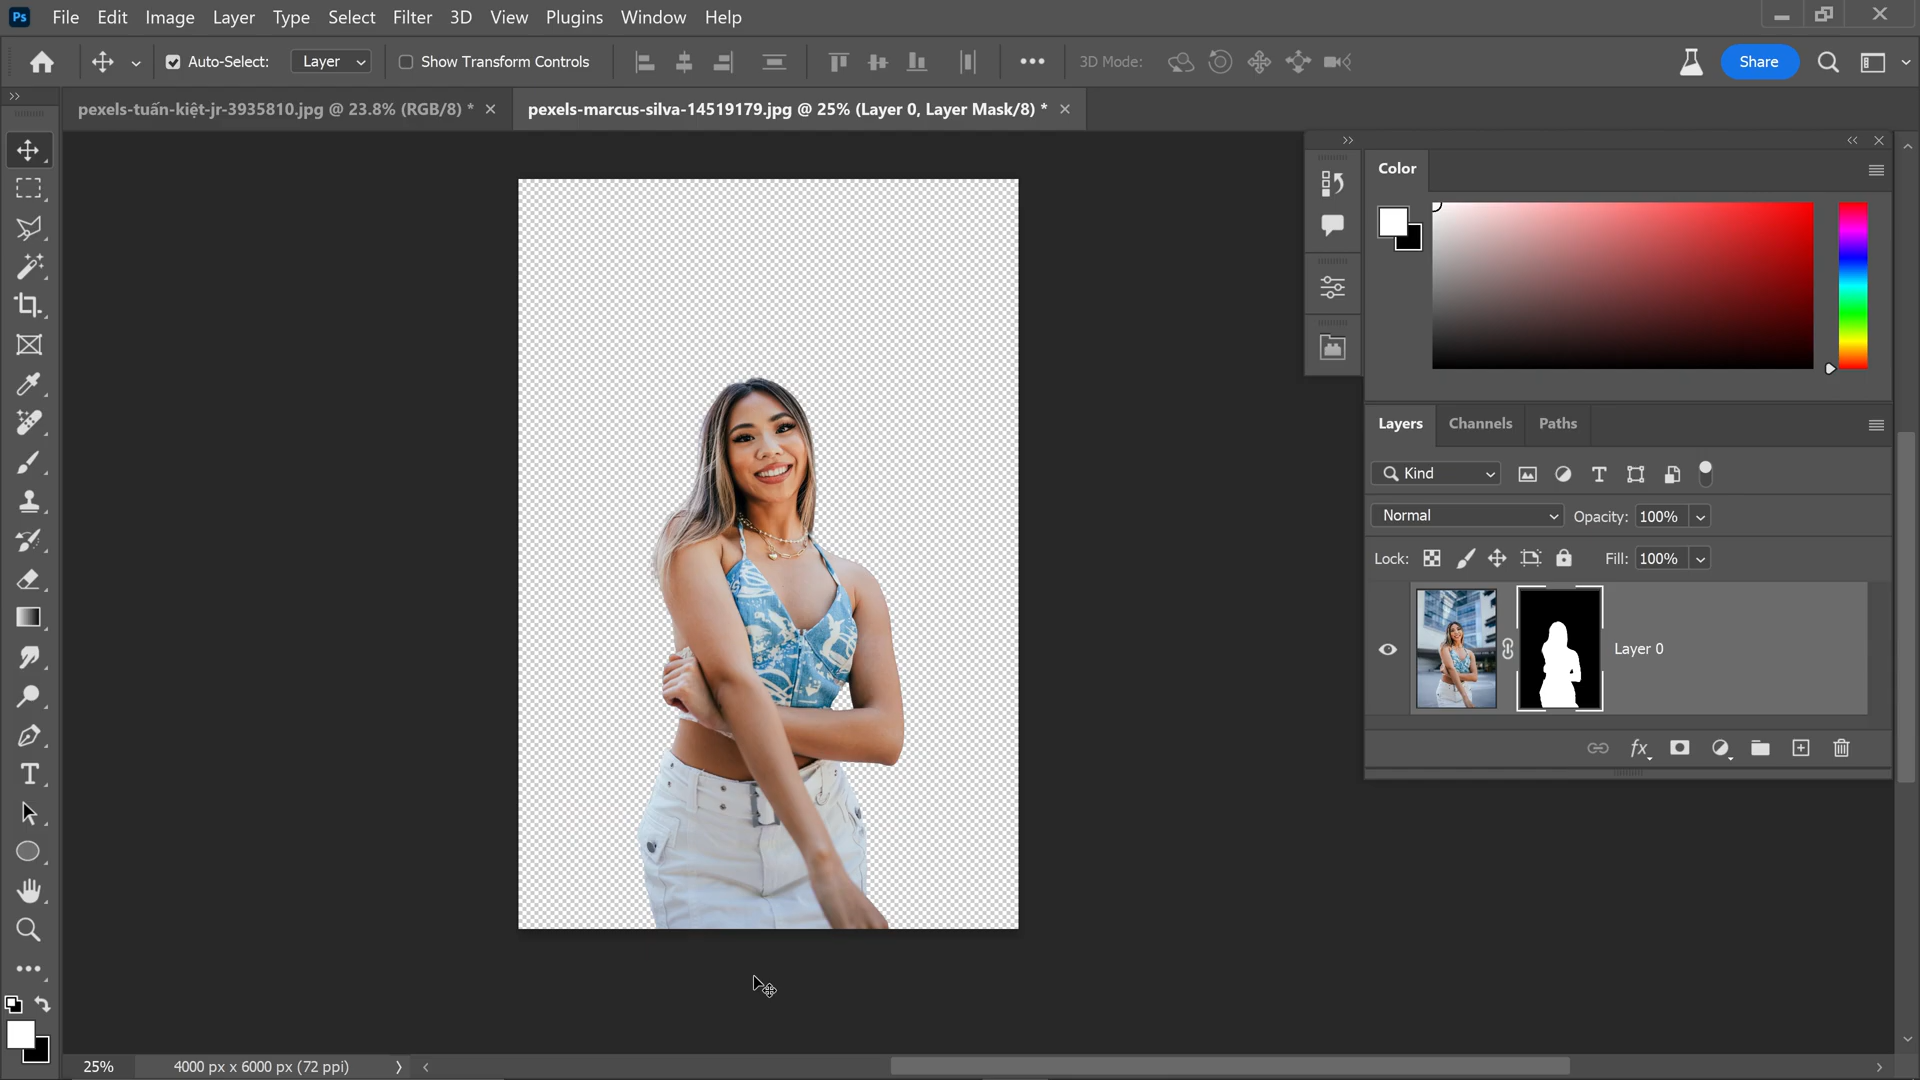 Ps File Edit Image Layer Type Select Filter 3D View Plugins Window Help
Auto-Select: Layer Show Transform Controls 3D Mode: Share
pexels-tuấn-kiệt-jr-3935810.jpg @ 23.8% (RGB/8) * pexels-marcus-silva-14519179.jpg @ 25% (Layer 0, Layer Mask/8) *
Color
Layers Channels Paths
Kind
Normal Opacity: 100%
Lock: Fill: 100%
Layer 0
25% 4000 px x 6000 px (72 ppi)